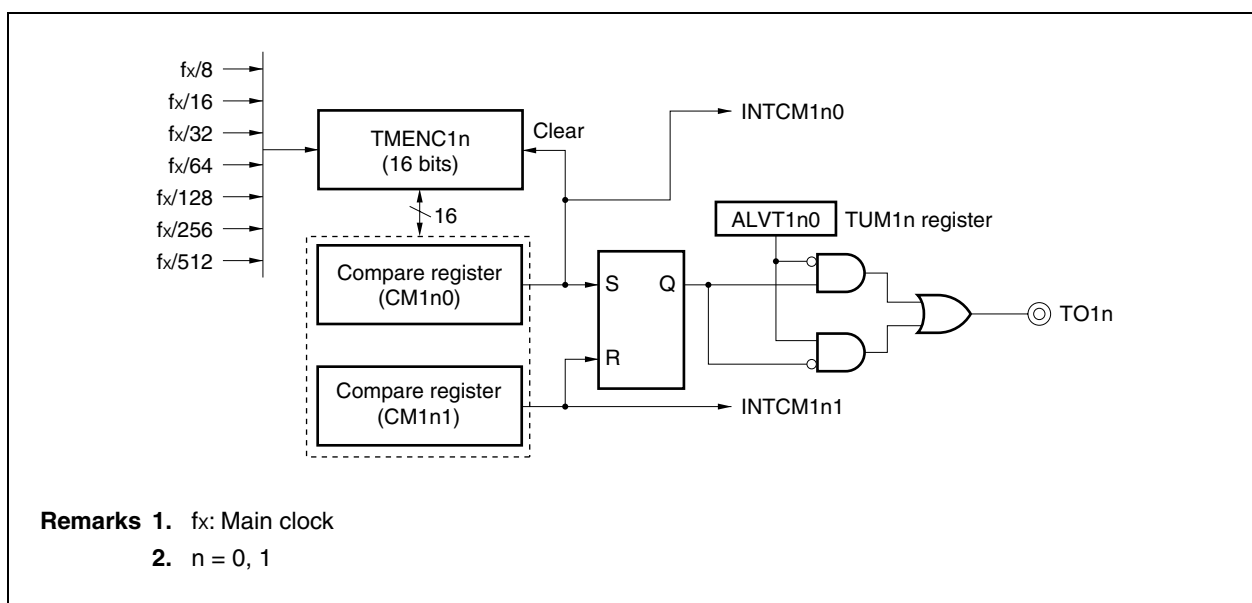 fx/8
fx/16
fx/32
fx/64
fx/128
fx/256
fx/512
TMENC1n
(16 bits)
Clear
16
Compare register
(CM1n0)
Compare register
(CM1n1)
S Q
R
INTCM1n0
ALVT1n0 TUM1n register
TO1n
INTCM1n1
Remarks 1. fx: Main clock
2. n = 0, 1